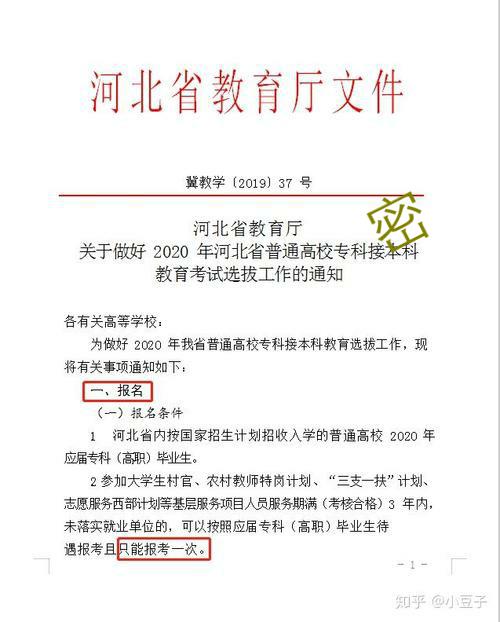 河北省教育厅文件
冀教学〔2019〕37 号
密
河北省教育厅
关于做好 2020 年河北省普通高校专科接本科
教育考试选拔工作的通知
各有关高等学校：
为做好 2020 年我省普通高校专科接本科教育选拔工作，现
将有关事项通知如下：
一、报名
（一）报名条件
1 河北省内按国家招生计划招收入学的普通高校 2020 年
应届专科（高职）毕业生。
2 参加大学生村官、农村教师特岗计划、“三支一扶”计划、
志愿服务西部计划等基层服务项目人员服务期满（考核合格）3 年内，
未落实就业单位的，可以按照应届专科（高职）毕业生待
遇报考且只能报考一次。
- 1 -
知乎 @小豆子